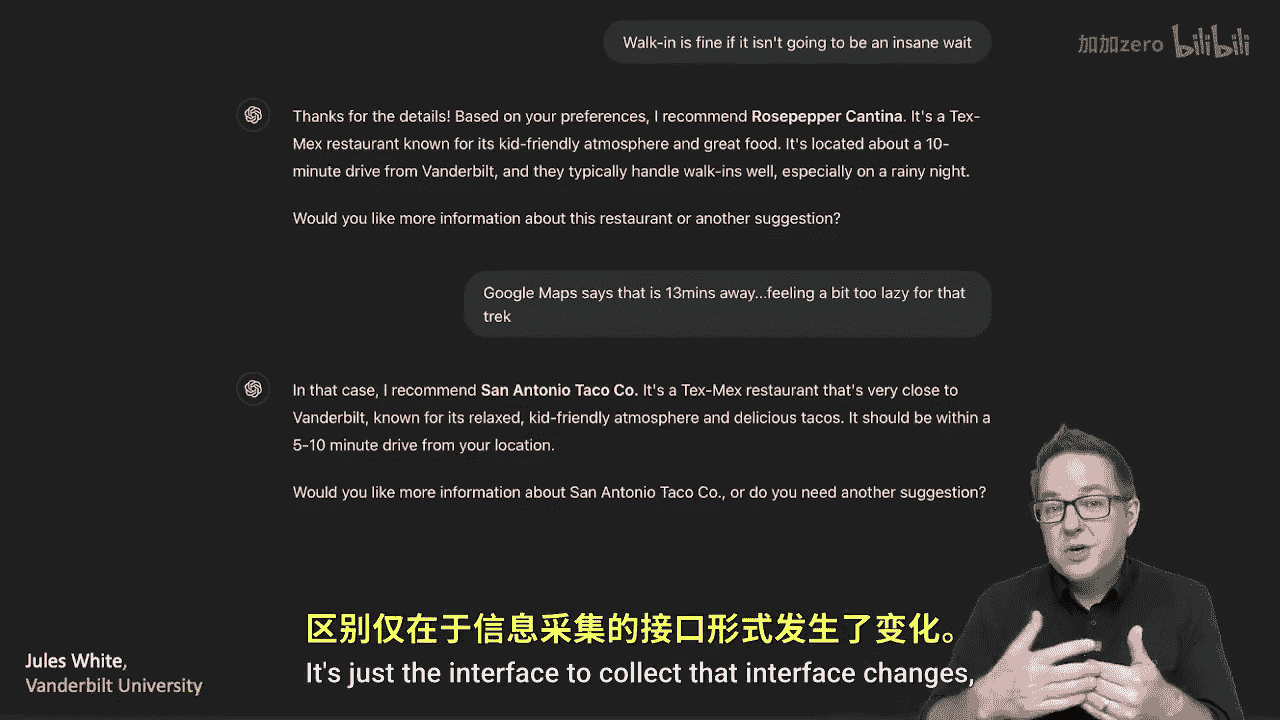 Walk-in is fine if it isn't going to be an insane wait
加加zero bilibili
Thanks for the details! Based on your preferences, I recommend Rosepepper Cantina. It's a Tex-
Mex restaurant known for its kid-friendly atmosphere and great food. It's located about a 10-
minute drive from Vanderbilt, and they typically handle walk-ins well, especially on a rainy night.
Would you like more information about this restaurant or another suggestion?
Google Maps says that is 13mins away...feeling a bit too lazy for that
trek
In that case, I recommend San Antonio Taco Co. It's a Tex-Mex restaurant that's very close to
Vanderbilt, known for its relaxed, kid-friendly atmosphere and delicious tacos. It should be within a
5-10 minute drive from your location.
Would you like more information about San Antonio Taco Co., or do you need another suggestion?
区别仅在于信息采集的接口形式发生了变化。
It's just the interface to collect that interface changes,
Jules White,
Vanderbilt University